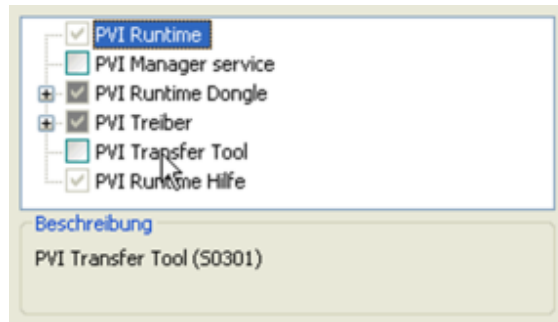 PVI Runtime
PVI Manager service
PVI Runtime Dongle
PVI Treiber
PVI Transfer Tool
PVI Runtime Hilfe
Beschreibung
PVI Transfer Tool (S0301)